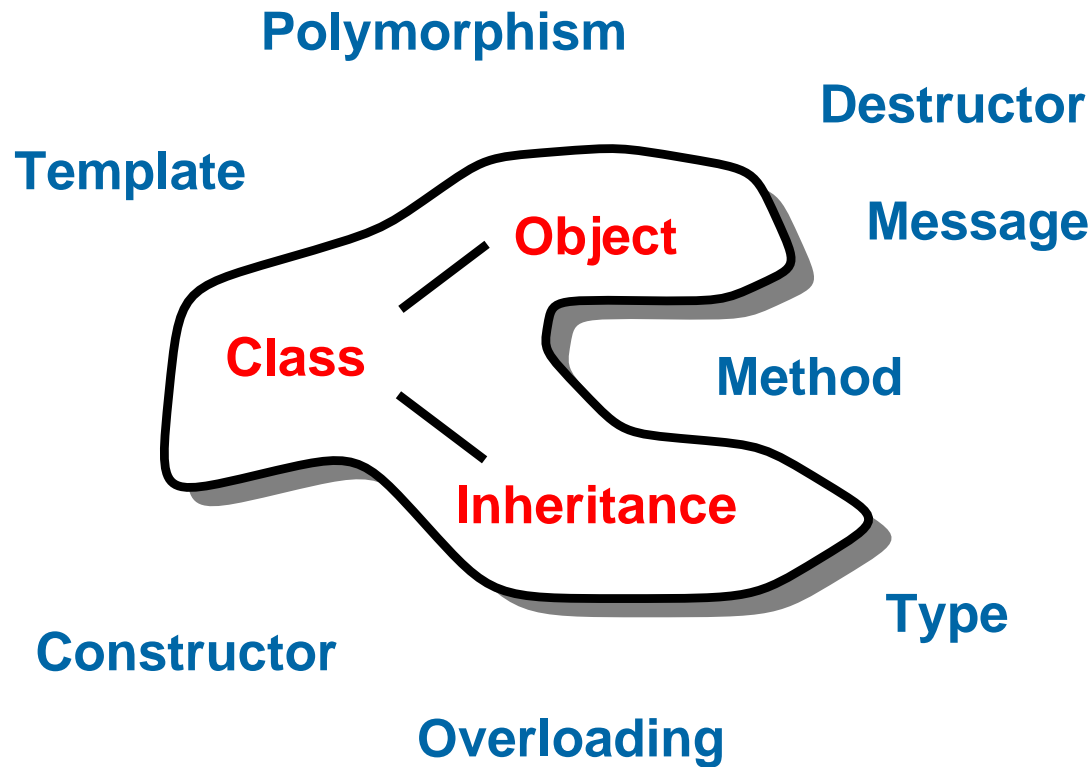 Polymorphism
Destructor
Template
Message
Object
Class
Method
Inheritance
Type
Constructor
Overloading